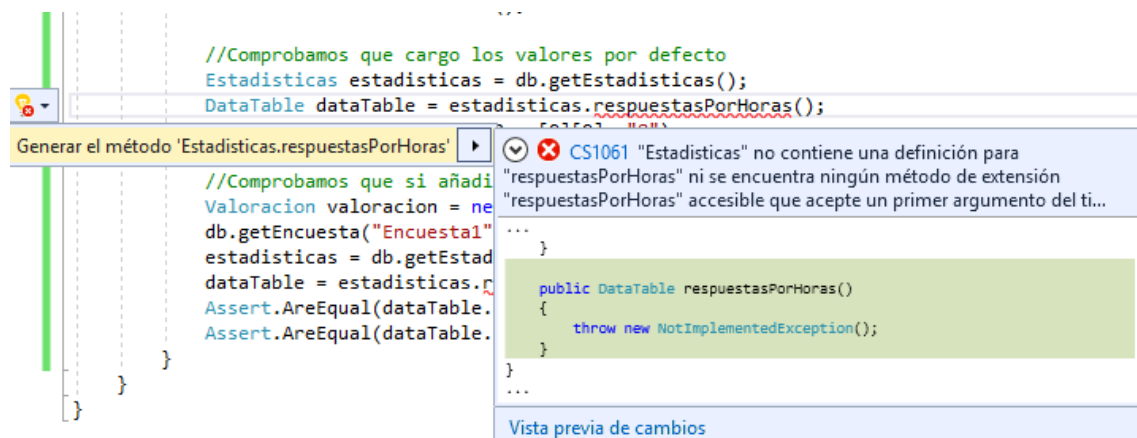 //Comprobamos que cargo los valores por defecto
Estadisticas estadisticas = db.getEstadisticas();
DataTable dataTable = estadisticas.respuestasPorHoras();
Generar el método 'Estadisticas.respuestasPorHoras'
CS1061 "Estadisticas" no contiene una definición para
"respuestasPorHoras" ni se encuentra ningún método de extensión
"respuestasPorHoras" accesible que acepte un primer argumento del ti...
//Comprobamos que si añadi
Valoracion valoracion = ne
db.getEncuesta("Encuesta1"
estadisticas = db.getEstad
dataTable = estadisticas.r
Assert.AreEqual(dataTable.
Assert.AreEqual(dataTable.
}
}
}
...
}
public DataTable respuestasPorHoras()
{
throw new NotImplementedException();
}
}
...
Vista previa de cambios